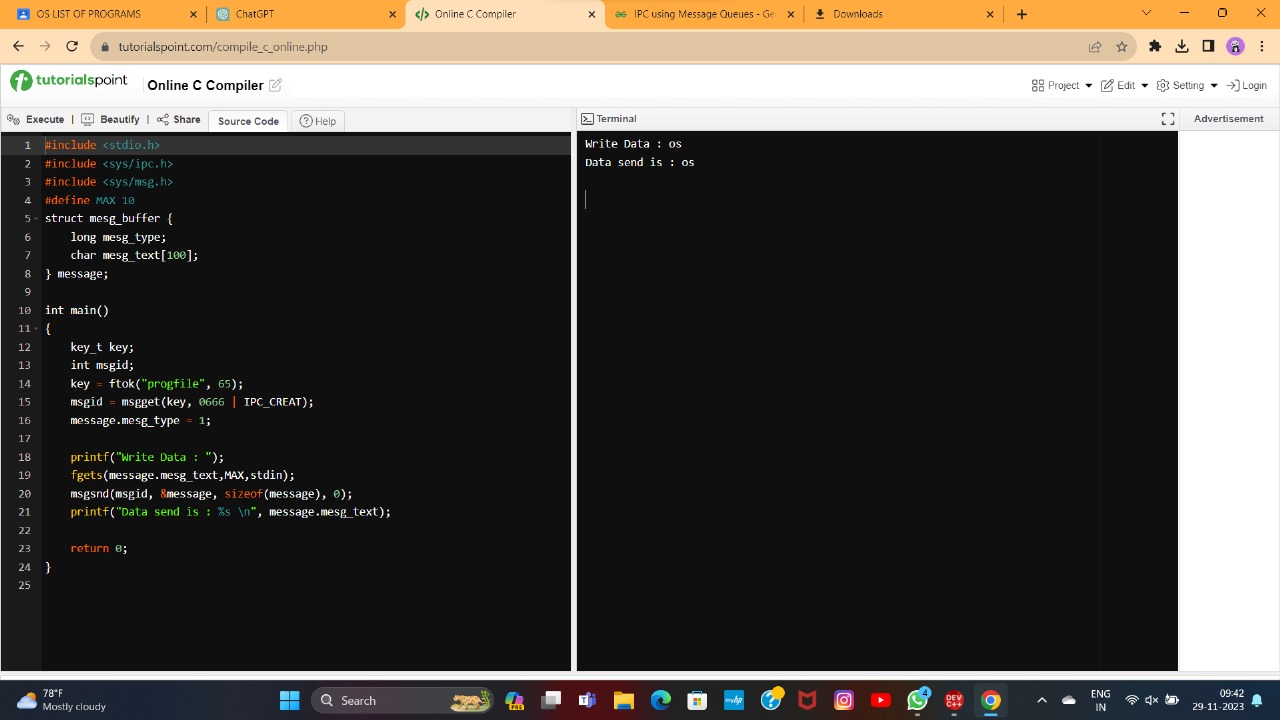 OS LIST OF PROGRAMS
ChatGPT
Online C Compiler
IPC using Message Queues - Ge
Downloads
tutorialspoint.com/compile_c_online.php
tutorialspoint
Online C Compiler
Project
Edit
Setting
Login
Execute | Beautify | Share
Source Code
Help
Terminal
Advertisement
1 #include <stdio.h>
2 #include <sys/ipc.h>
3 #include <sys/msg.h>
4 #define MAX 10
5 struct mesg_buffer {
6 long mesg_type;
7 char mesg_text[100];
8 } message;
9
10 int main()
11 {
12 key_t key;
13 int msgid;
14 key = ftok("progfile", 65);
15 msgid = msgget(key, 0666 | IPC_CREAT);
16 message.mesg_type = 1;
17
18 printf("Write Data : ");
19 fgets(message.mesg_text,MAX,stdin);
20 msgsnd(msgid, &message, sizeof(message), 0);
21 printf("Data send is : %s \n", message.mesg_text);
22
23 return 0;
24 }
25
Write Data : os
Data send is : os
78°F
Mostly cloudy
Search
PRE
4
DEV
C++
ENG
IN
09:42
29-11-2023